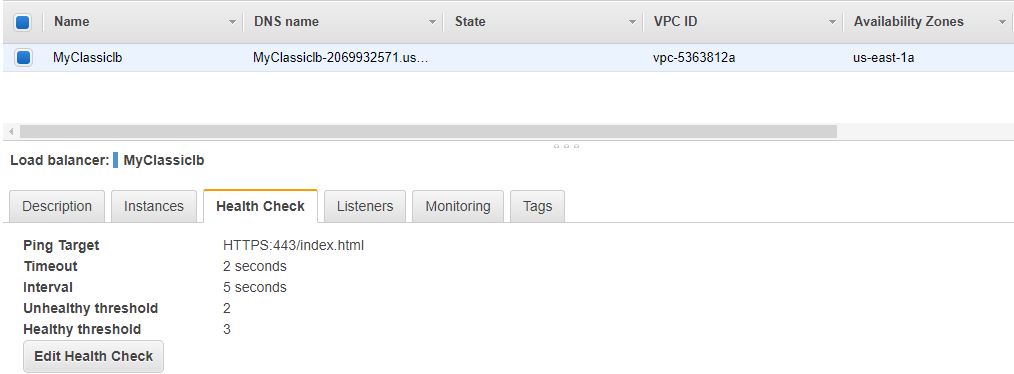 Name DNS name State VPC ID Availability Zones
MyClassiclb MyClassiclb-2069932571.us... vpc-5363812a us-east-1a
Load balancer: MyClassiclb
Description Instances Health Check Listeners Monitoring Tags
Ping Target HTTPS:443/index.html
Timeout 2 seconds
Interval 5 seconds
Unhealthy threshold 2
Healthy threshold 3
Edit Health Check